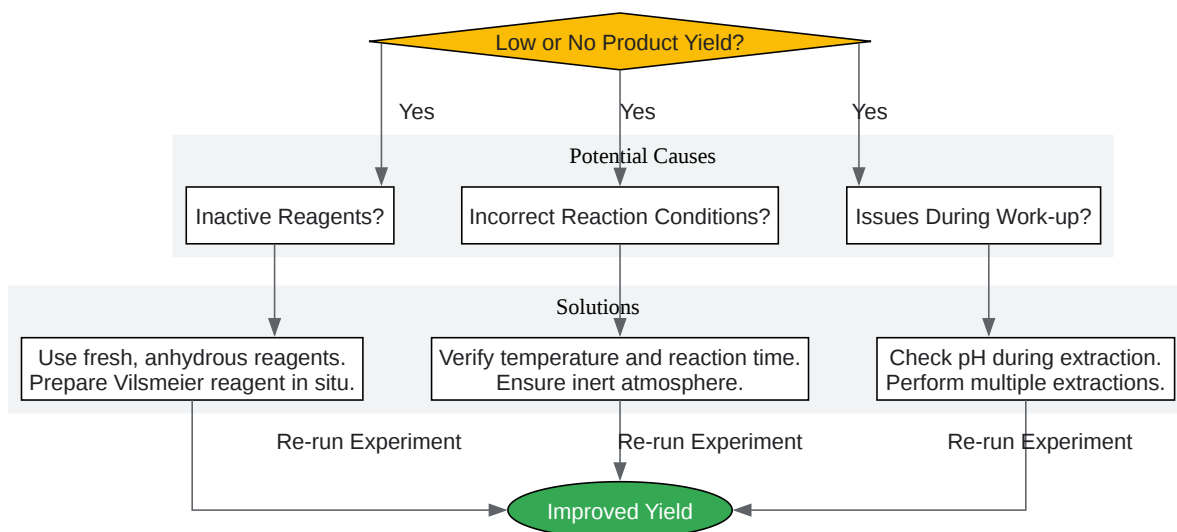 Low or No Product Yield?
Yes
Yes
Yes
Potential Causes
Inactive Reagents?
Incorrect Reaction Conditions?
Issues During Work-up?
Solutions
Use fresh, anhydrous reagents.
Prepare Vilsmeier reagent in situ.
Verify temperature and reaction time.
Ensure inert atmosphere.
Check pH during extraction.
Perform multiple extractions.
Re-run Experiment
Re-run Experiment
Re-run Experiment
Improved Yield